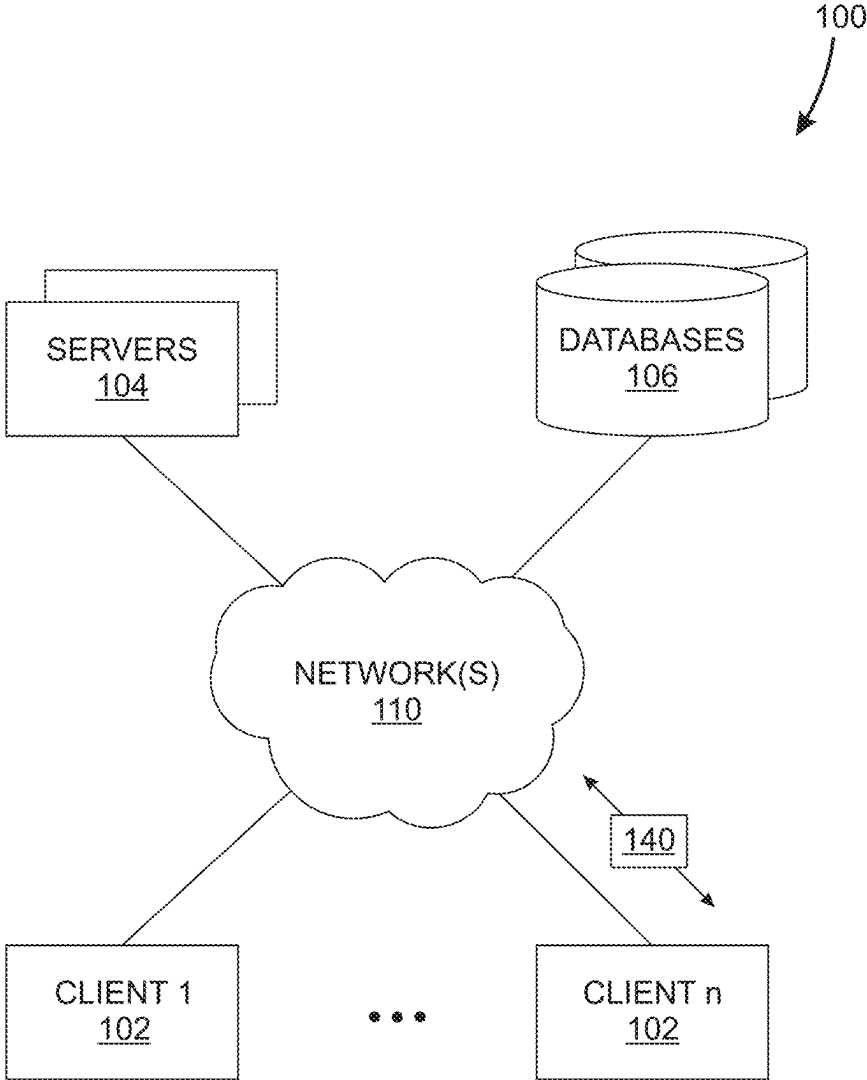 100
SERVERS
104
DATABASES
106
NETWORK(S)
110
140
CLIENT 1
102
CLIENT n
102